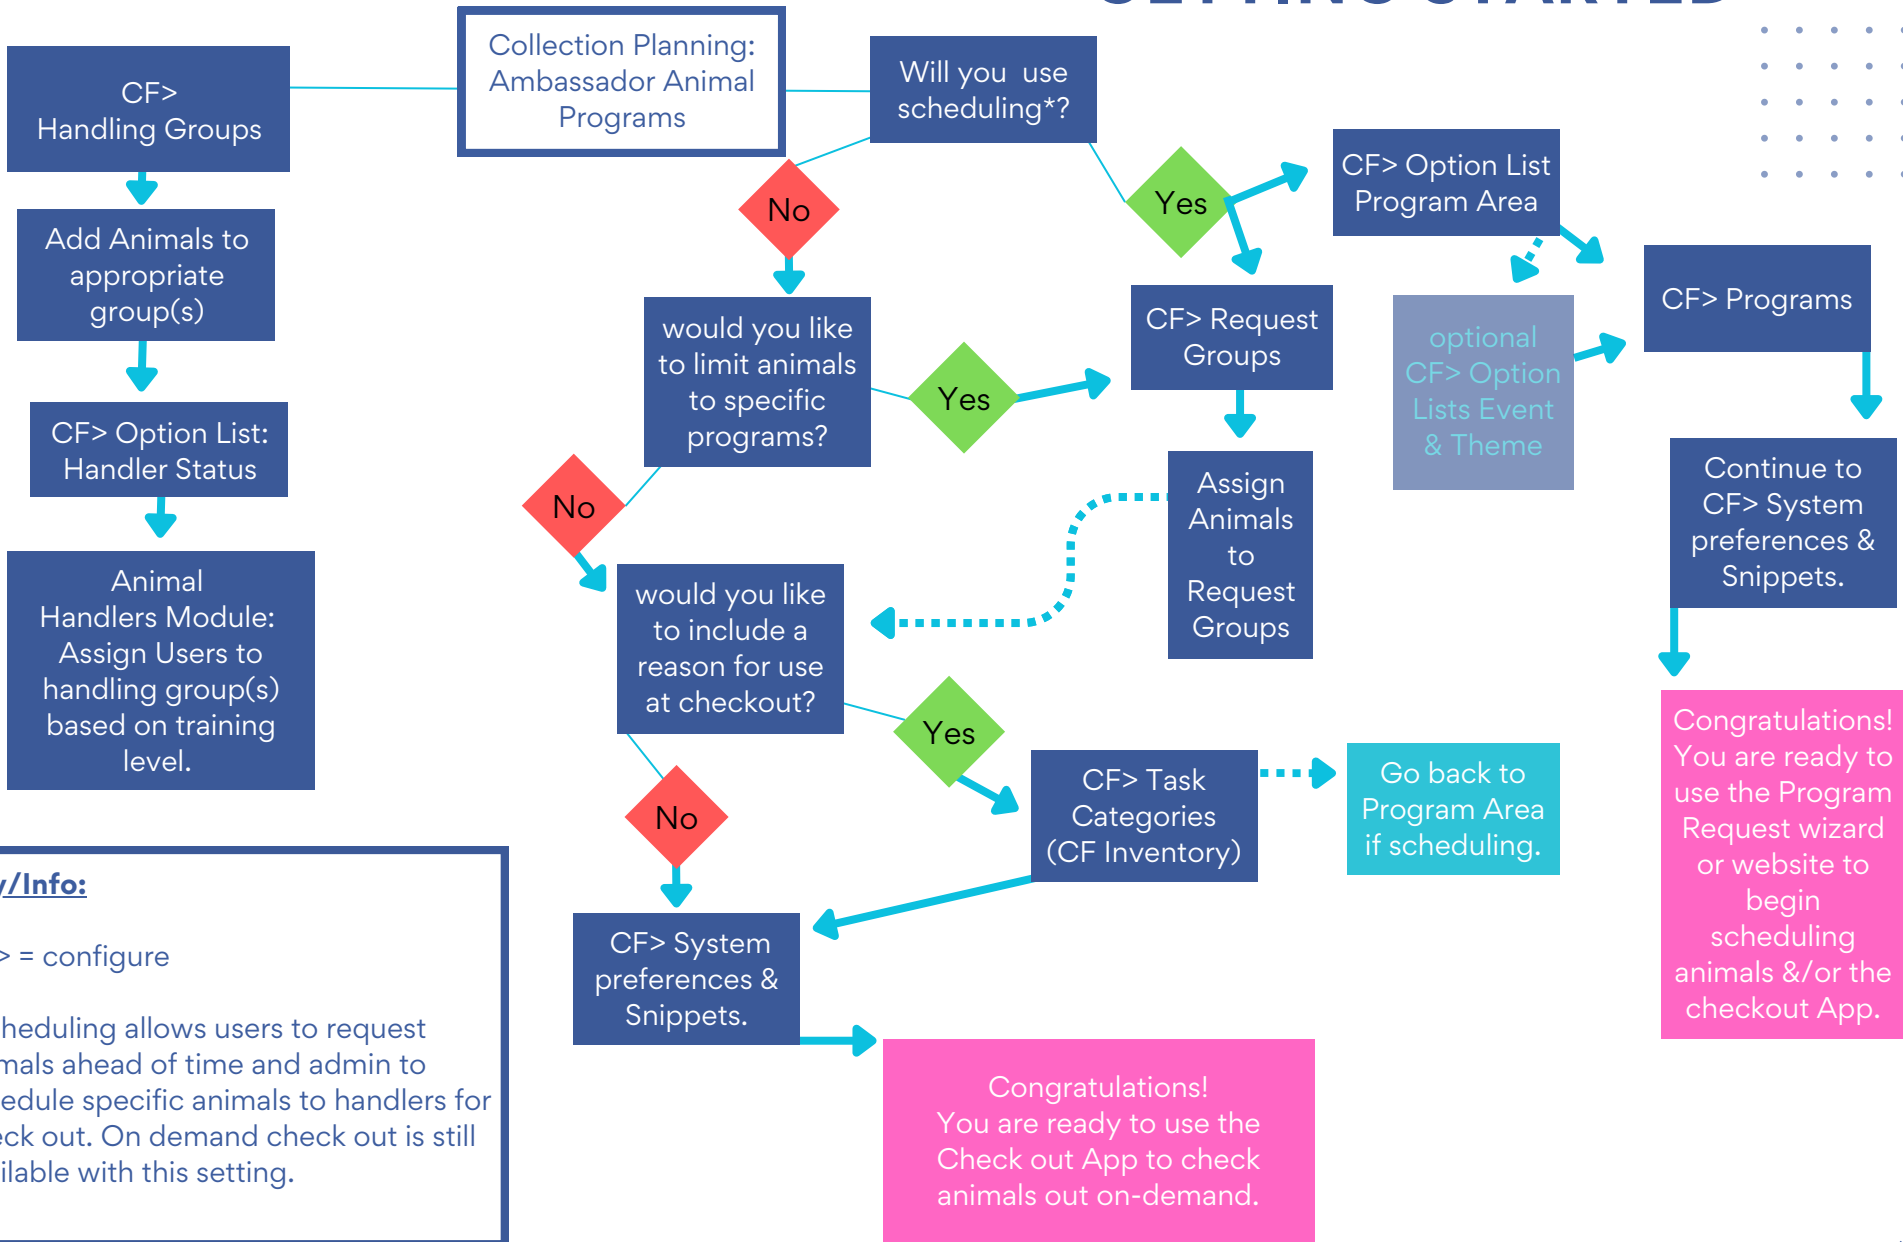 GETTING STARTED
Collection Planning:
Ambassador Animal
Programs
CF>
Handling Groups
Add Animals to
appropriate
group(s)
CF> Option List:
Handler Status
Animal
Handlers Module:
Assign Users to
handling group(s)
based on training
level.
Will you use
scheduling*?
No
Yes
CF> Option List
Program Area
CF> Programs
optional
CF> Option
Lists Event
& Theme
CF> Request
Groups
would you like
to limit animals
to specific
programs?
Yes
No
Assign
Animals
to
Request
Groups
Continue to
CF> System
preferences &
Snippets.
would you like
to include a
reason for use
at checkout?
Yes
No
CF> Task
Categories
(CF Inventory)
Go back to
Program Area
if scheduling.
Congratulations!
You are ready to
use the Program
Request wizard
or website to
begin
scheduling
animals &/or the
checkout App.
CF> System
preferences &
Snippets.
Congratulations!
You are ready to use the
Check out App to check
animals out on-demand.
y/Info:
> = configure
heduling allows users to request
mals ahead of time and admin to
edule specific animals to handlers for
eck out. On demand check out is still
ilable with this setting.